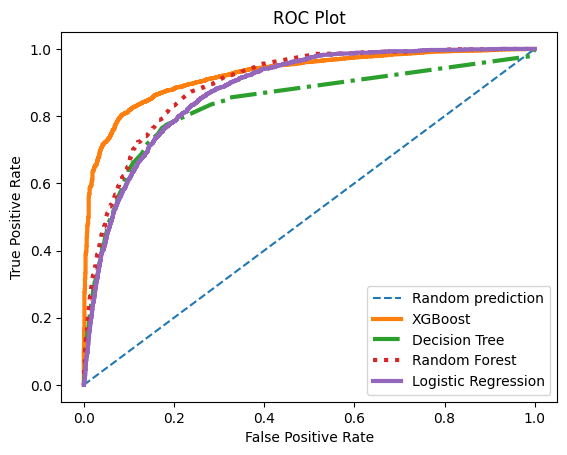 ROC Plot
True Positive Rate
1.0
0.8
0.6
0.4
0.2
0.0
Random prediction
XGBoost
Decision Tree
Random Forest
Logistic Regression
0.0 0.2 0.4 0.6 0.8 1.0
False Positive Rate